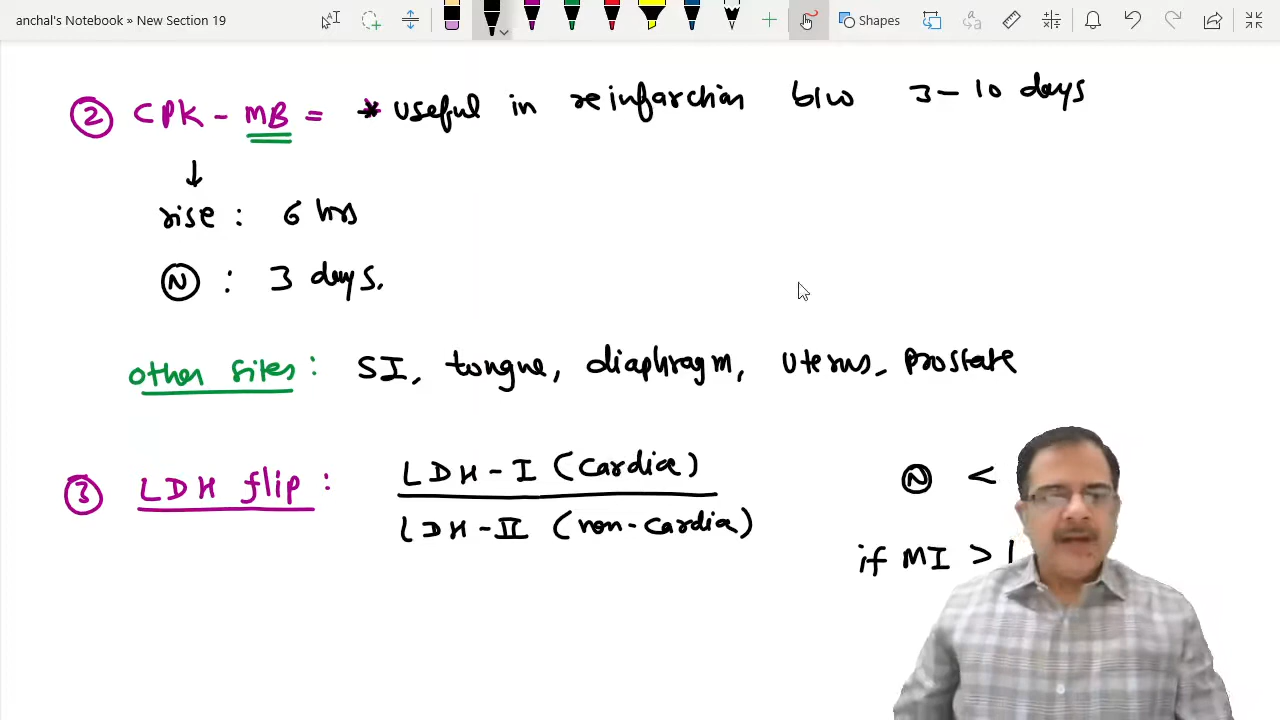 anchal's Notebook » New Section 19
Shapes
② CPK - MB = * useful in reinfarction b/w 3-10 days
↓
rise : 6 hrs
Ⓝ : 3 days.
other sites : SI, tongue, diaphragm, uterus, prostate
③ LDH flip : LDH-I (cardiac)
LDH-II (non-cardiac)
Ⓝ <
if MI > 1